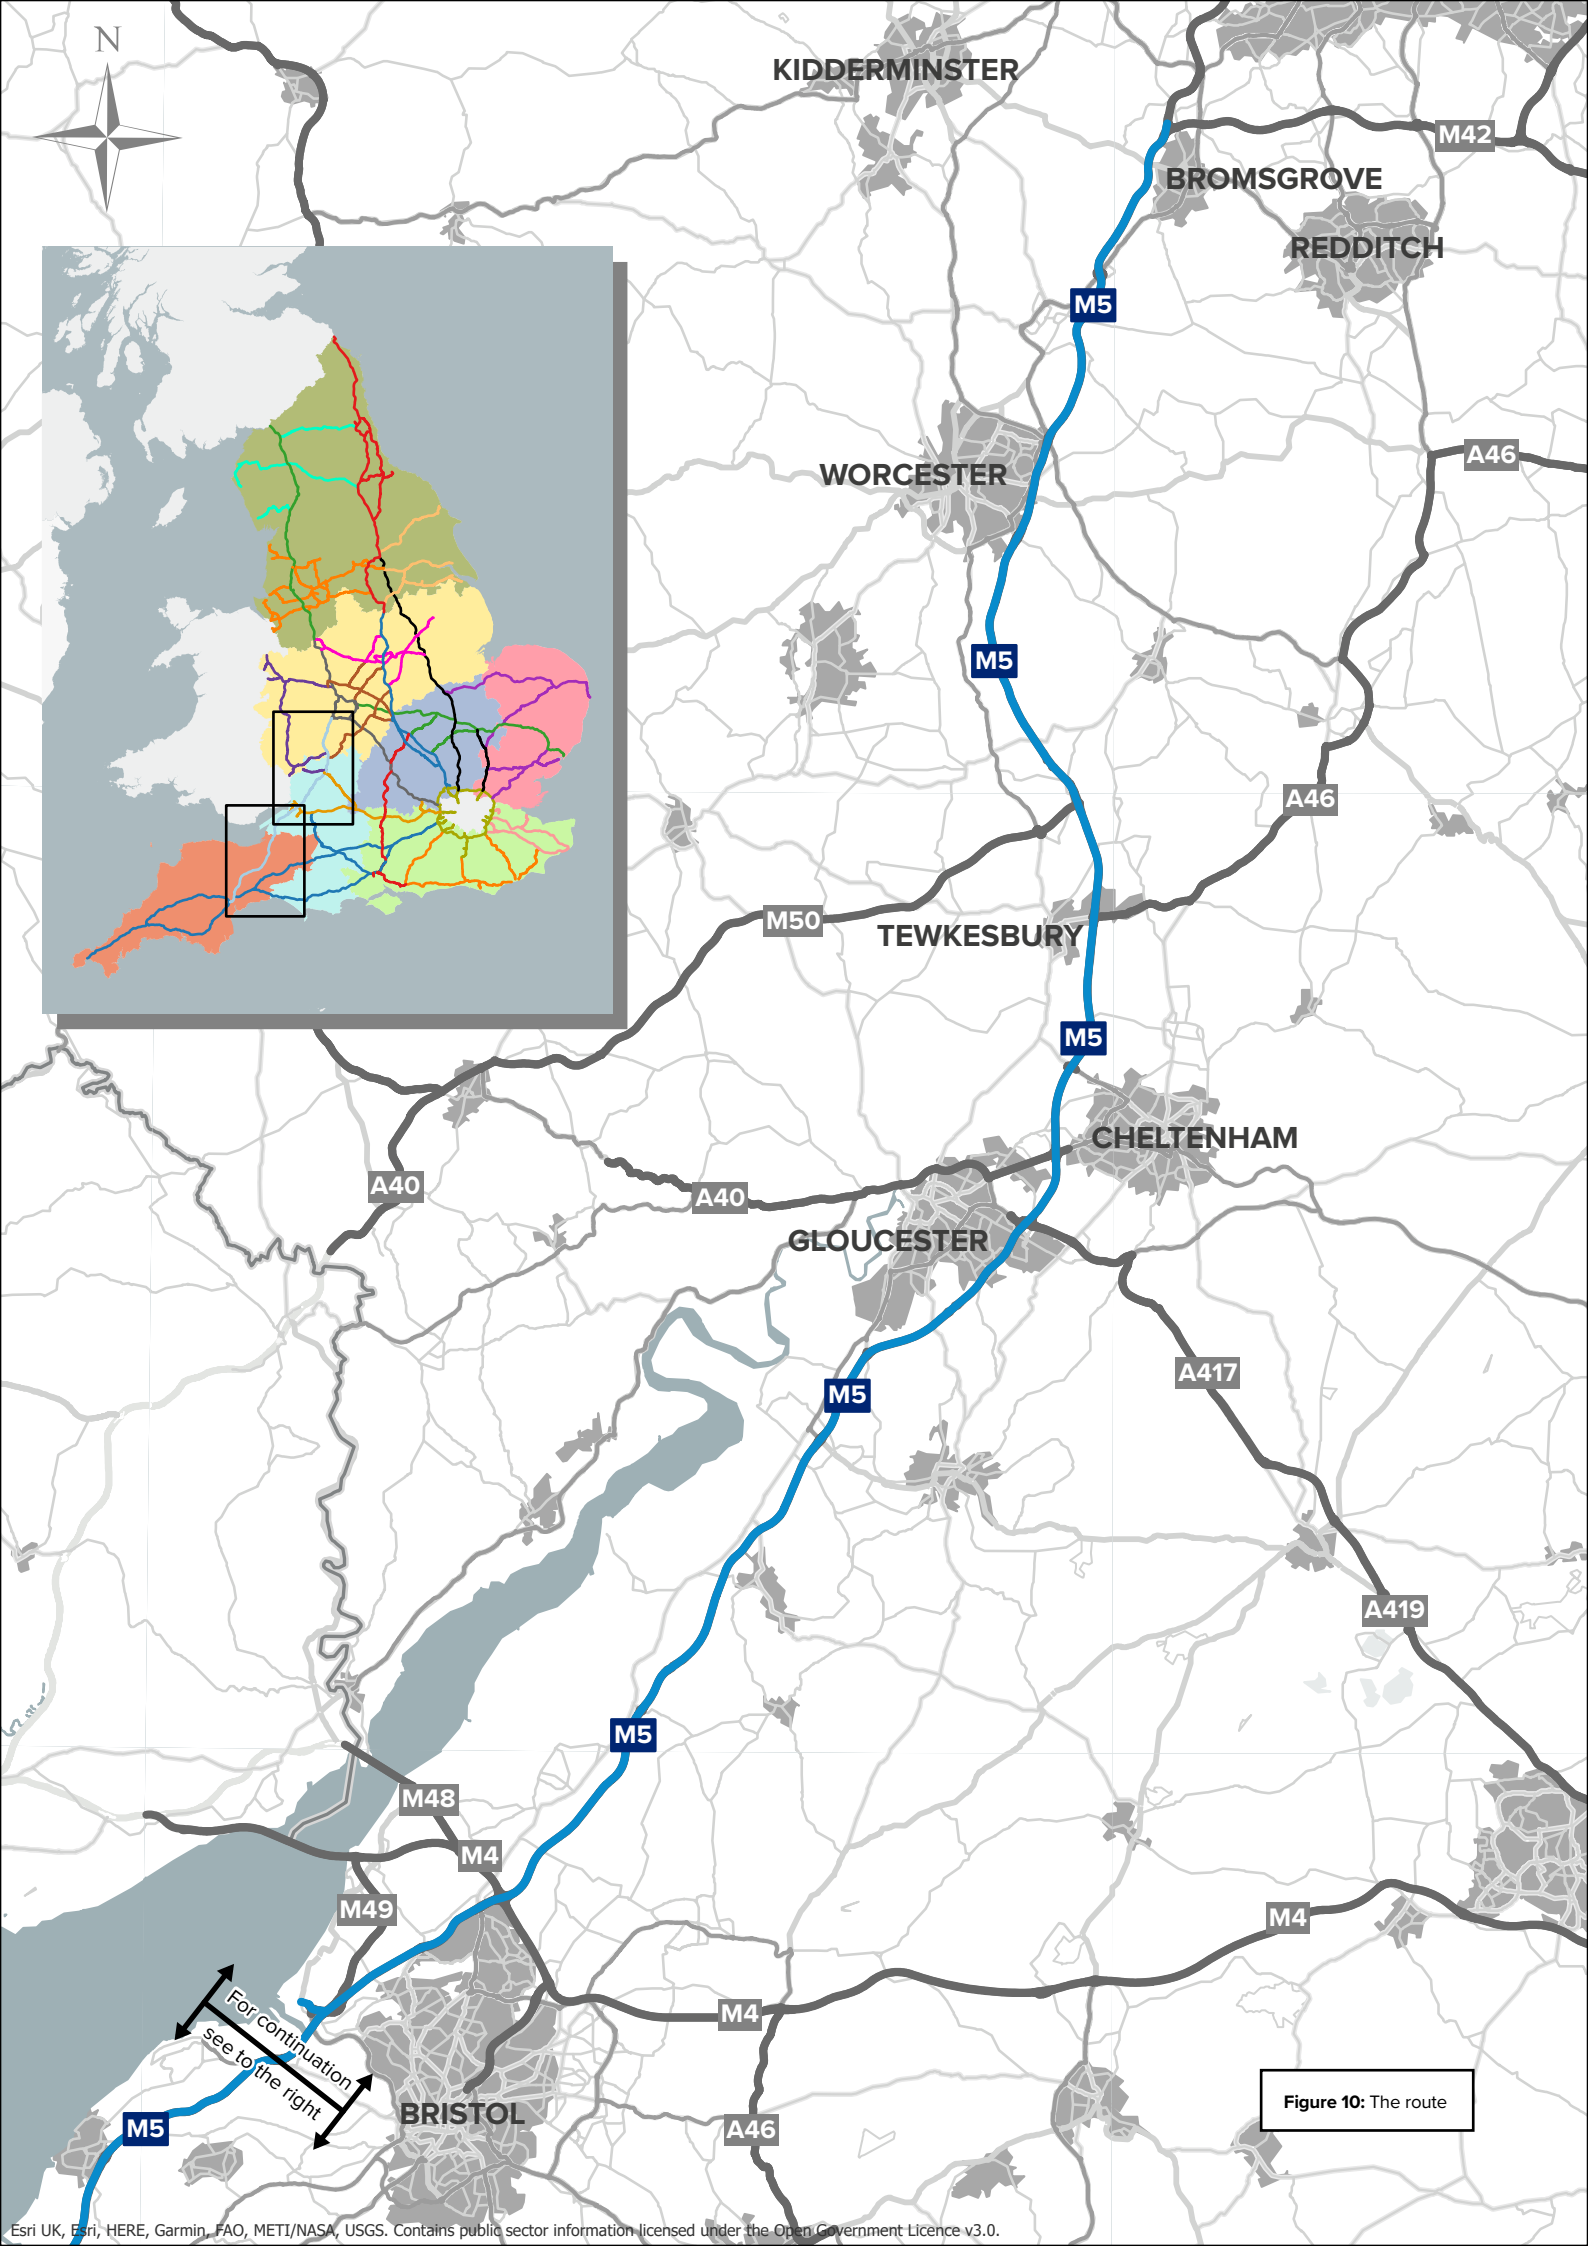 N
KIDDERMINSTER
M42
BROMSGROVE
REDDITCH
M5
A46
WORCESTER
M5
A46
M50
TEWKESBURY
M5
CHELTENHAM
A40
A40
GLOUCESTER
A417
M5
A419
M5
M48
M4
M49
M4
M4
For continuation
see to the right
M5
BRISTOL
A46
Figure 10: The route
Esri UK, Esri, HERE, Garmin, FAO, METI/NASA, USGS. Contains public sector information licensed under the Open Government Licence v3.0.